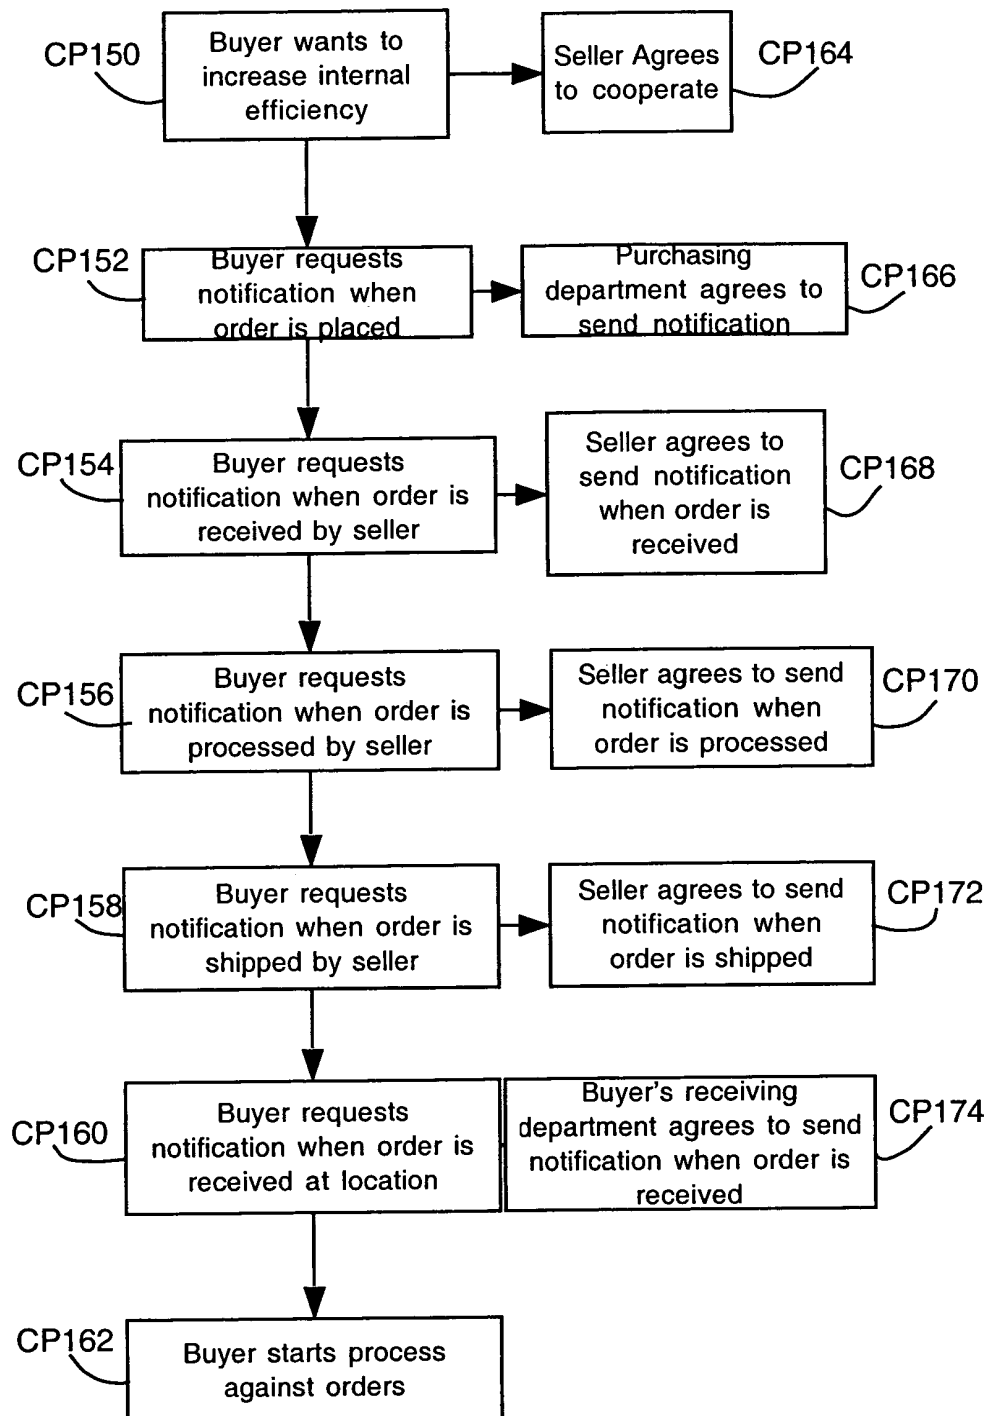 CP150
Buyer wants to
increase internal
efficiency
Seller Agrees
to cooperate
CP164
CP152
Buyer requests
notification when
order is placed
Purchasing
department agrees to
send notification
CP166
CP154
Buyer requests
notification when order is
received by seller
Seller agrees to
send notification
when order is
received
CP168
CP156
Buyer requests
notification when order is
processed by seller
Seller agrees to send
notification when
order is processed
CP170
CP158
Buyer requests
notification when order is
shipped by seller
Seller agrees to send
notification when
order is shipped
CP172
CP160
Buyer requests
notification when order is
received at location
Buyer's receiving
department agrees to send
notification when order is
received
CP174
CP162
Buyer starts process
against orders